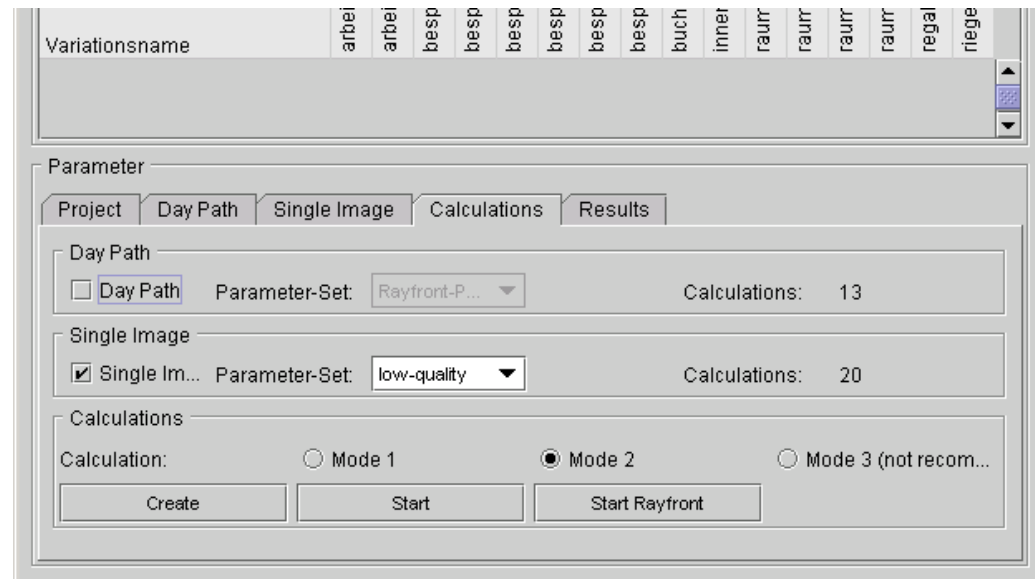 Variationsname arbei arbei besp besp besp besp besp besp buch inner raum raum raum raum regal riege
Parameter
Project Day Path Single Image Calculations Results
Day Path
Day Path Parameter-Set: Rayfront-P... Calculations: 13
Single Image
Single Im... Parameter-Set: low-quality Calculations: 20
Calculations
Calculation: Mode 1 Mode 2 Mode 3 (not recom...
Create Start Start Rayfront